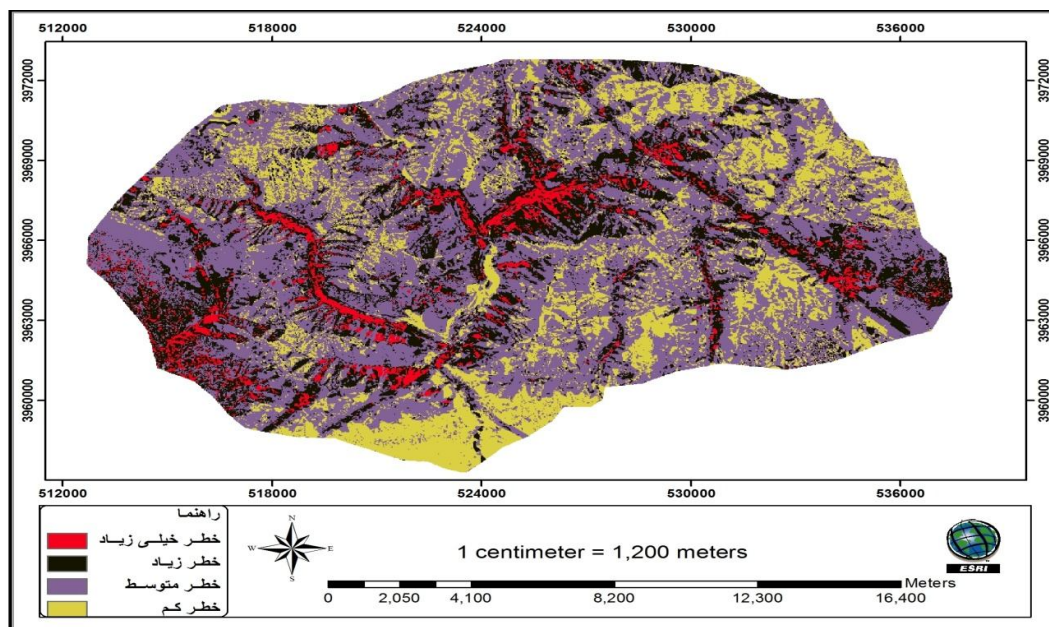 512000 518000 524000 530000 536000
3972000 3972000
3969000 3969000
3966000 3966000
3963000 3963000
3960000 3960000
512000 518000 524000 530000 536000
راهنما
خطر خیلی زیاد
خطر زیاد
خطر متوسط
خطر کم
N
W E
S
1 centimeter = 1,200 meters
Meters
0 2,050 4,100 8,200 12,300 16,400
ESRI